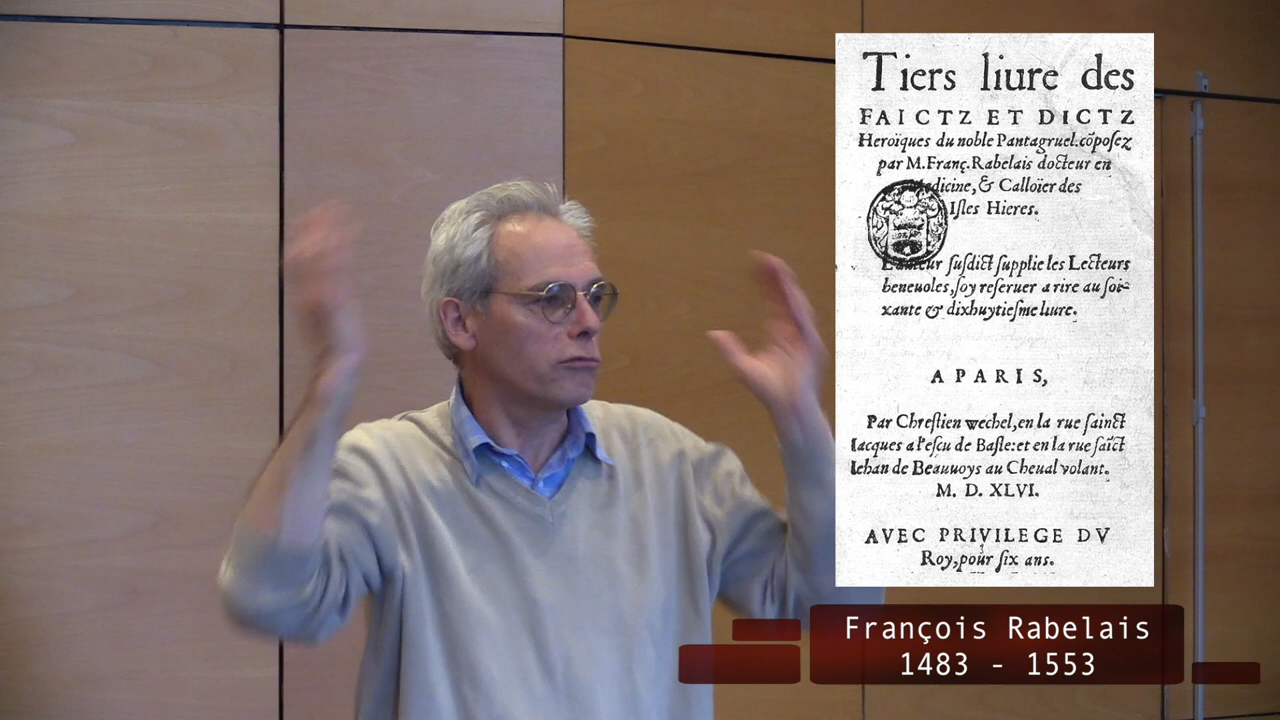 Tiers liure des
FAICTZ ET DICTZ
Heroïques du noble Pantagruel.cõposez
par M.Franç.Rabelais docteur en
Medicine, & Calloïer des
Isles Hieres.
L'auteur susdict supplie les Lecteurs
beneuoles, soy reseruer a rire au soi-
xante & dixhuytiesme liure.
A PARIS,
Par Chrestien wechel, en la rue sainct
Iacques a l'escu de Basle: et en la rue saĩct
Iehan de Beauuoys au Cheual volant.
M. D. XLVI.
AVEC PRIVILEGE DV
Roy, pour six ans.
François Rabelais
1483 - 1553